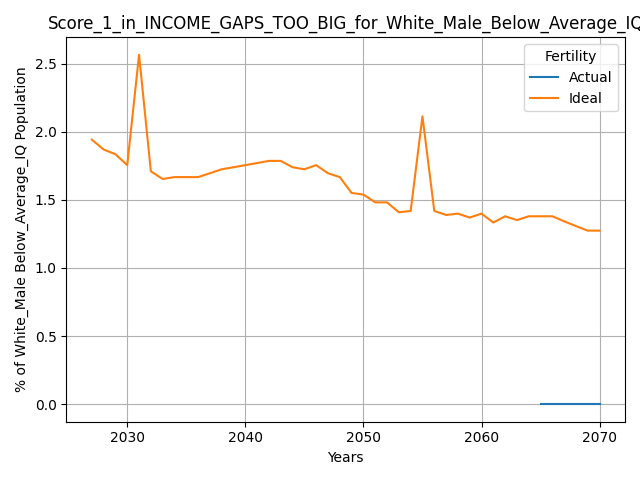 Score_1_in_INCOME_GAPS_TOO_BIG_for_White_Male_Below_Average_IQ
Fertility
Actual
Ideal
% of White_Male Below_Average_IQ Population
2.5
2.0
1.5
1.0
0.5
0.0
2030 2040 2050 2060 2070
Years